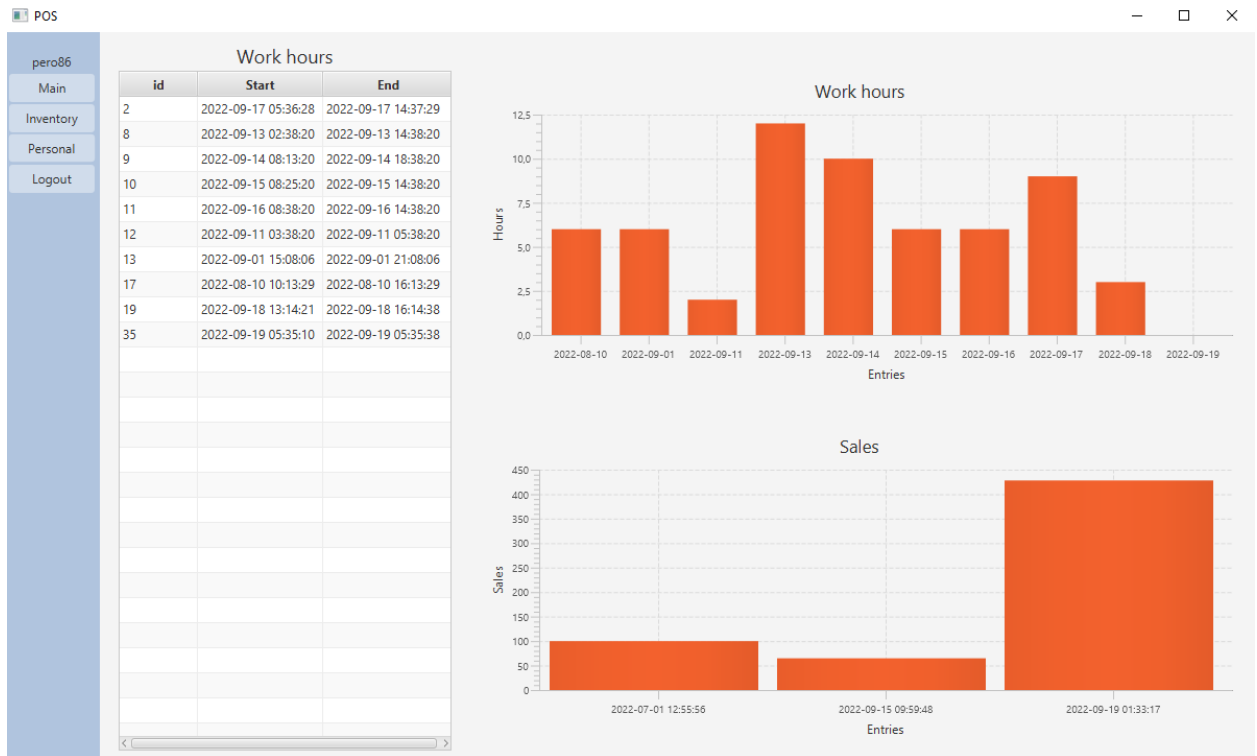 POS
pero86
Main
Inventory
Personal
Logout
Work hours
id Start End
2 2022-09-17 05:36:28 2022-09-17 14:37:29
8 2022-09-13 02:38:20 2022-09-13 14:38:20
9 2022-09-14 08:13:20 2022-09-14 18:38:20
10 2022-09-15 08:25:20 2022-09-15 14:38:20
11 2022-09-16 08:38:20 2022-09-16 14:38:20
12 2022-09-11 03:38:20 2022-09-11 05:38:20
13 2022-09-01 15:08:06 2022-09-01 21:08:06
17 2022-08-10 10:13:29 2022-08-10 16:13:29
19 2022-09-18 13:14:21 2022-09-18 16:14:38
35 2022-09-19 05:35:10 2022-09-19 05:35:38
Work hours
12,5
10,0
7,5
5,0
2,5
0,0
Hours
2022-08-10 2022-09-01 2022-09-11 2022-09-13 2022-09-14 2022-09-15 2022-09-16 2022-09-17 2022-09-18 2022-09-19
Entries
Sales
450
400
350
300
250
200
150
100
50
0
Sales
2022-07-01 12:55:56 2022-09-15 09:59:48 2022-09-19 01:33:17
Entries